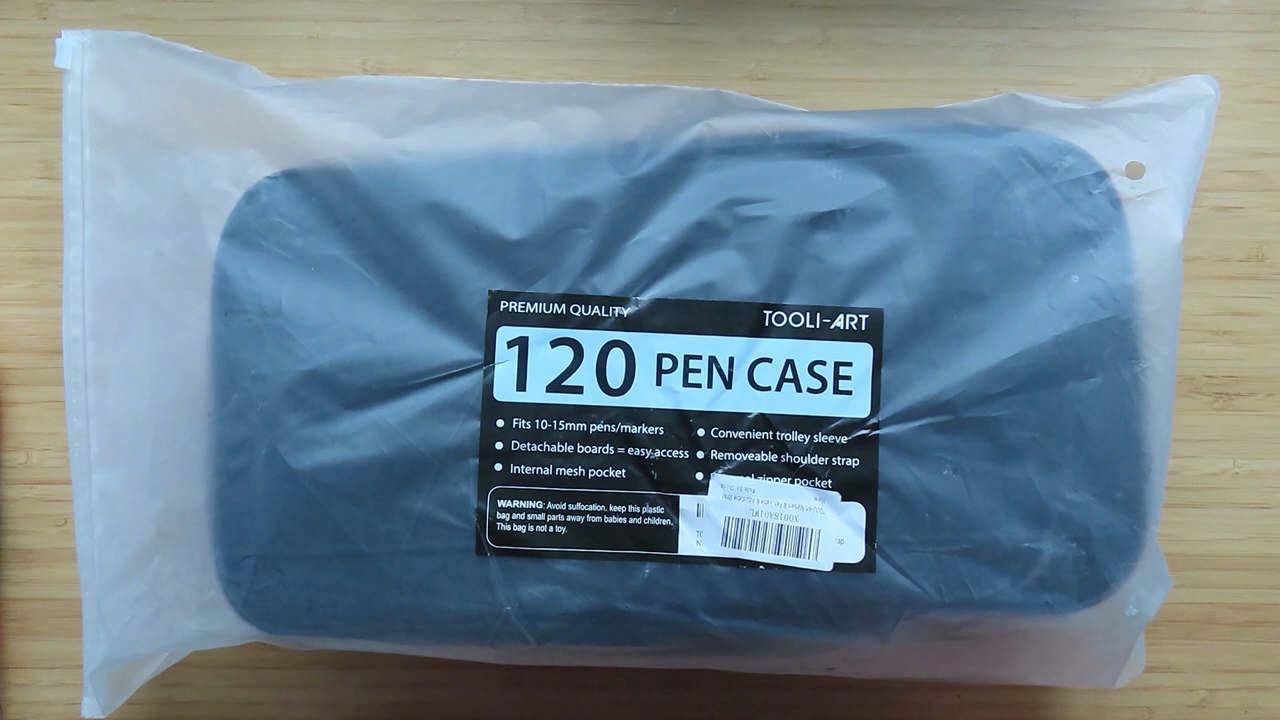 PREMIUM QUALITY
TOOLI-ART
120 PEN CASE
Fits 10-15mm pens/markers
Detachable boards = easy access
Internal mesh pocket
Convenient trolley sleeve
Removeable shoulder strap
zipper pocket
WARNING: Avoid suffocation, keep this plastic
bag and small parts away from babies and children.
This bag is not a toy.